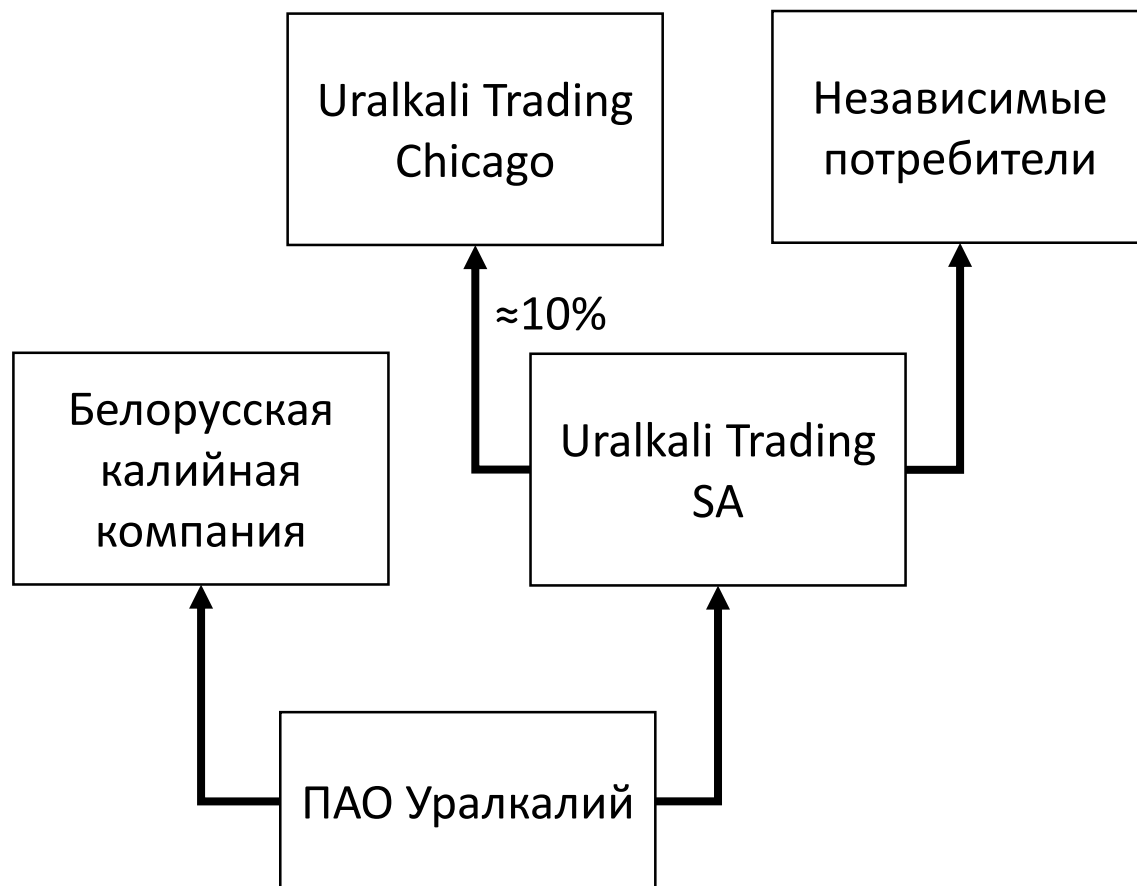 Uralkali Trading
Chicago
Независимые
потребители
≈10%
Белорусская
калийная
компания
Uralkali Trading
SA
ПАО Уралкалий